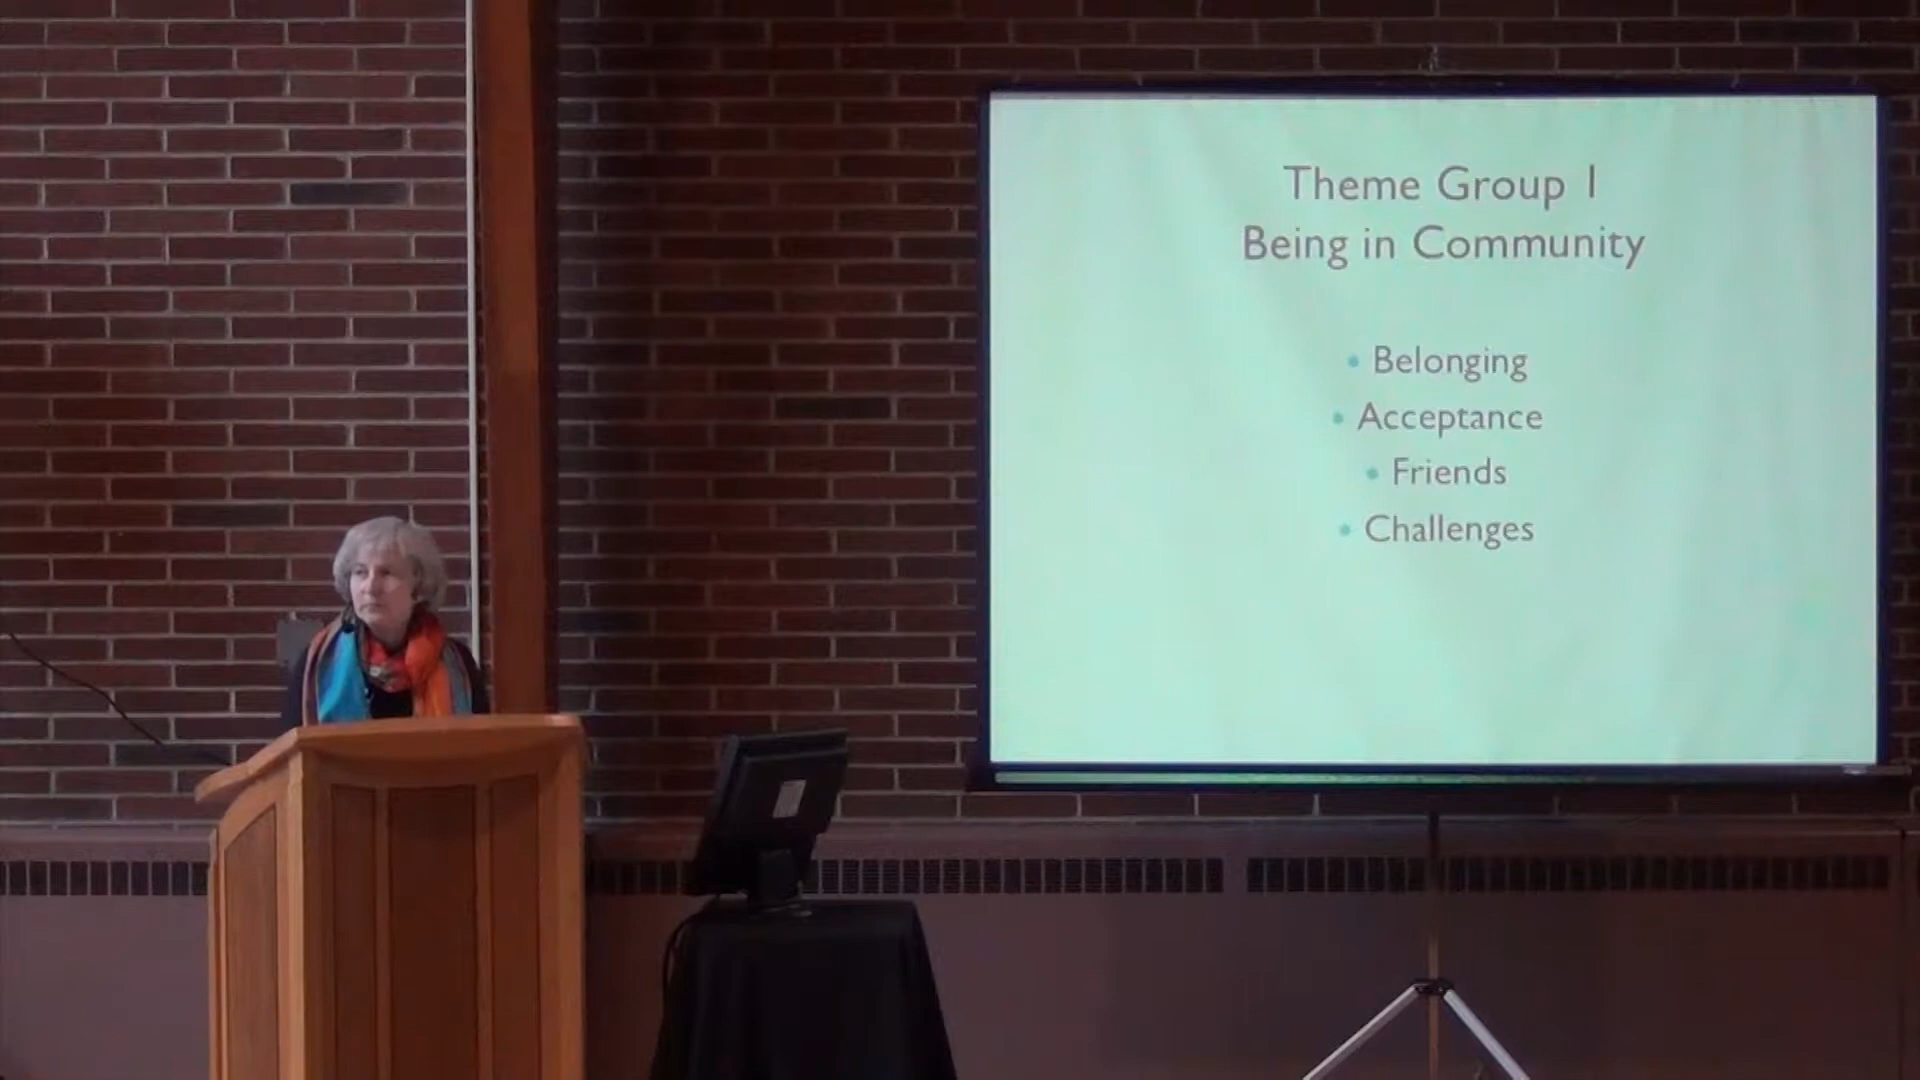 Theme Group 1
Being in Community
• Belonging
• Acceptance
• Friends
• Challenges